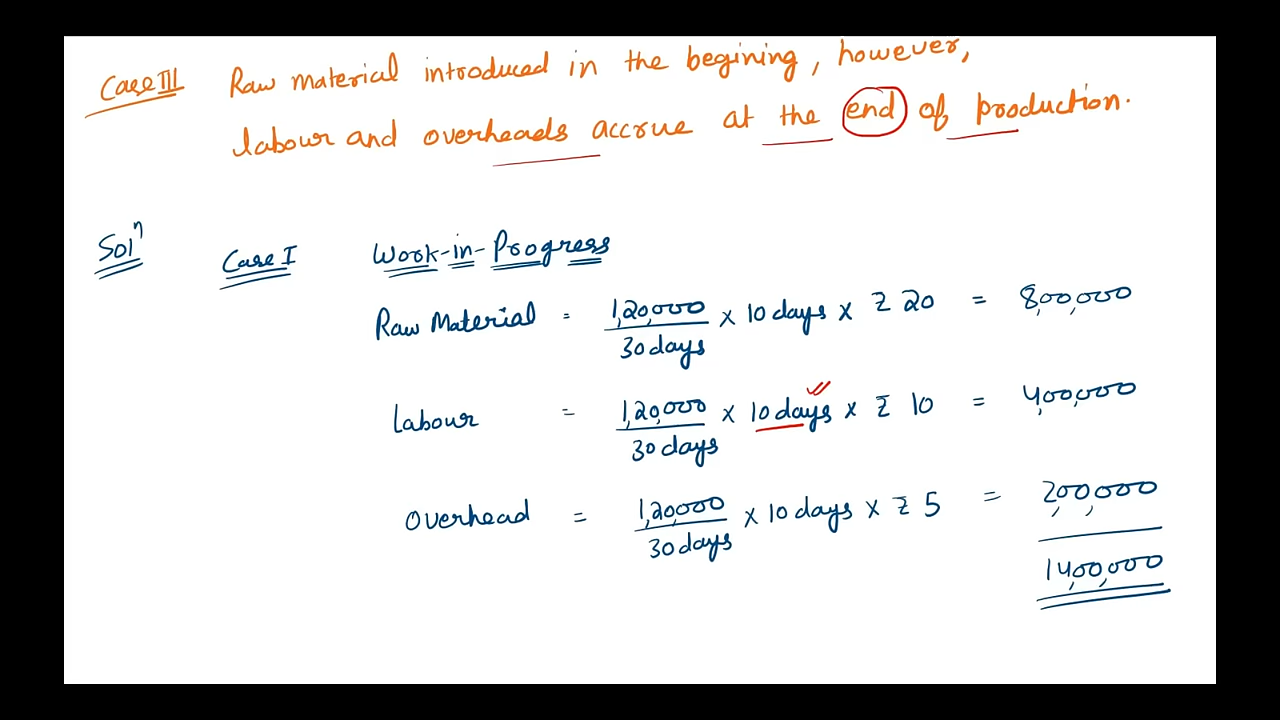 Case III Raw material introduced in the begining, however,
labour and overheads accrue at the end of production.
Solⁿ Case I Work-in-Progress
Raw Material = 1,20,000 / 30 days × 10 days × ₹ 20 = 8,00,000
Labour = 1,20,000 / 30 days × 10 days × ₹ 10 = 4,00,000
Overhead = 1,20,000 / 30 days × 10 days × ₹ 5 = 2,00,000
14,00,000